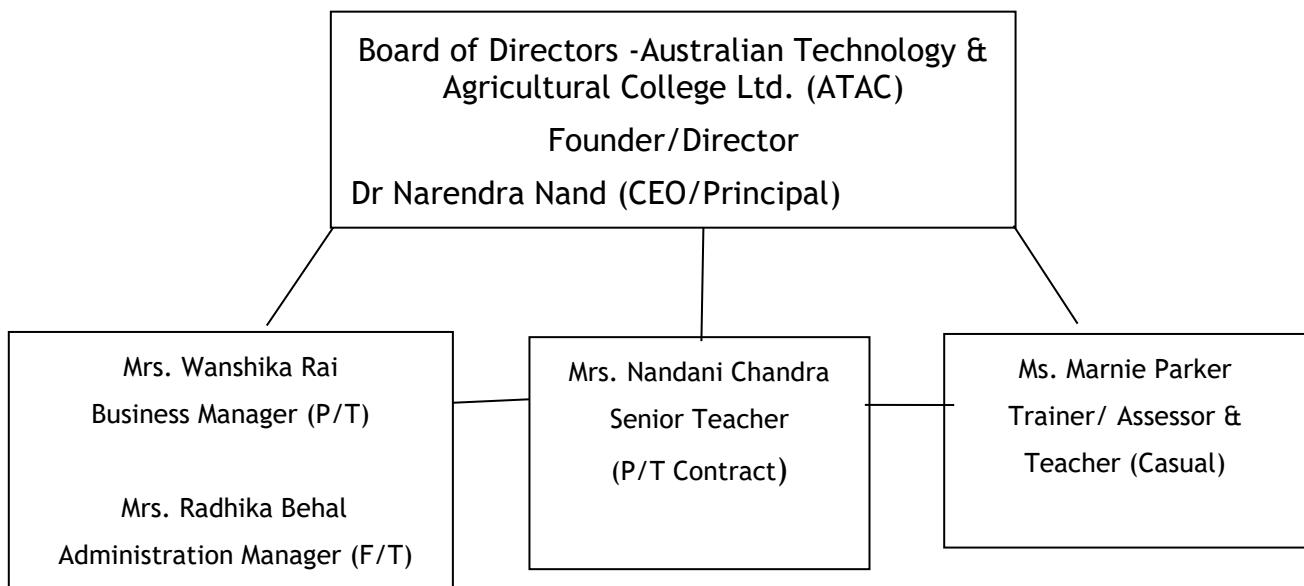 Board of Directors -Australian Technology &
Agricultural College Ltd. (ATAC)
Founder/Director
Dr Narendra Nand (CEO/Principal)
Mrs. Wanshika Rai
Business Manager (P/T)
Mrs. Radhika Behal
Administration Manager (F/T)
Mrs. Nandani Chandra
Senior Teacher
(P/T Contract)
Ms. Marnie Parker
Trainer/ Assessor &
Teacher (Casual)